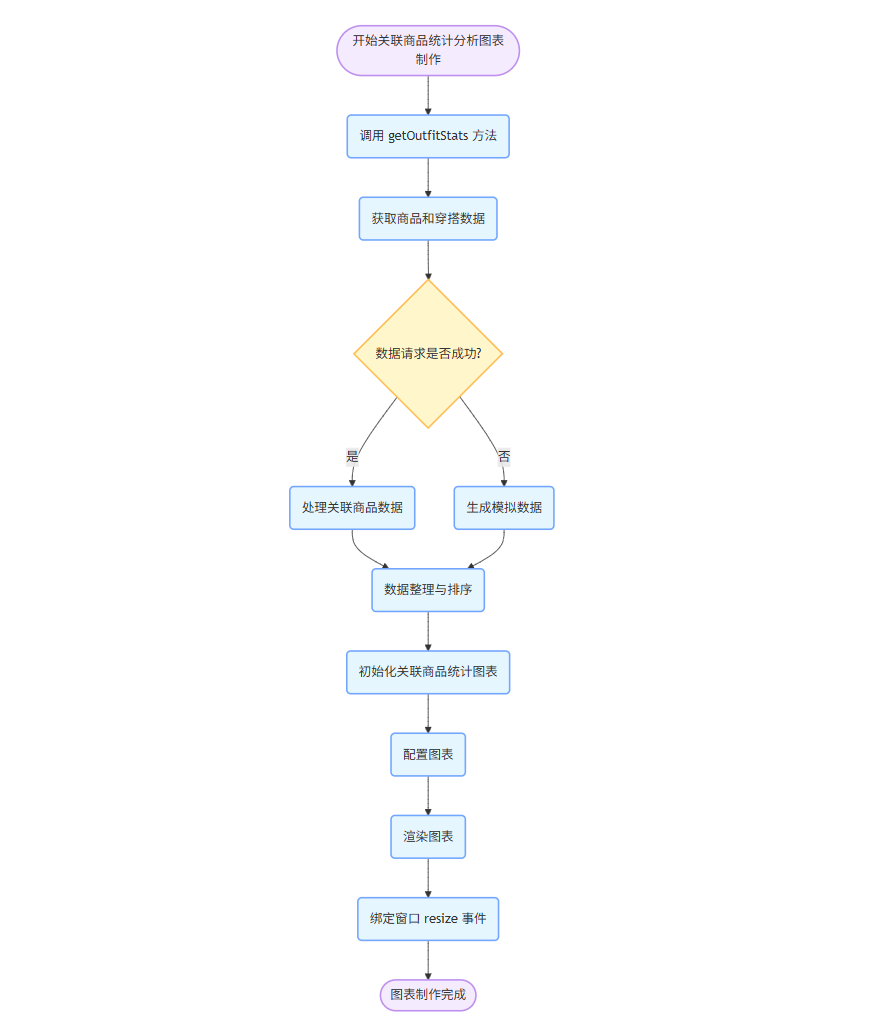 开始关联商品统计分析图表
制作
调用 getOutfitStats 方法
获取商品和穿搭数据
数据请求是否成功?
是
否
处理关联商品数据
生成模拟数据
数据整理与排序
初始化关联商品统计图表
配置图表
渲染图表
绑定窗口 resize 事件
图表制作完成